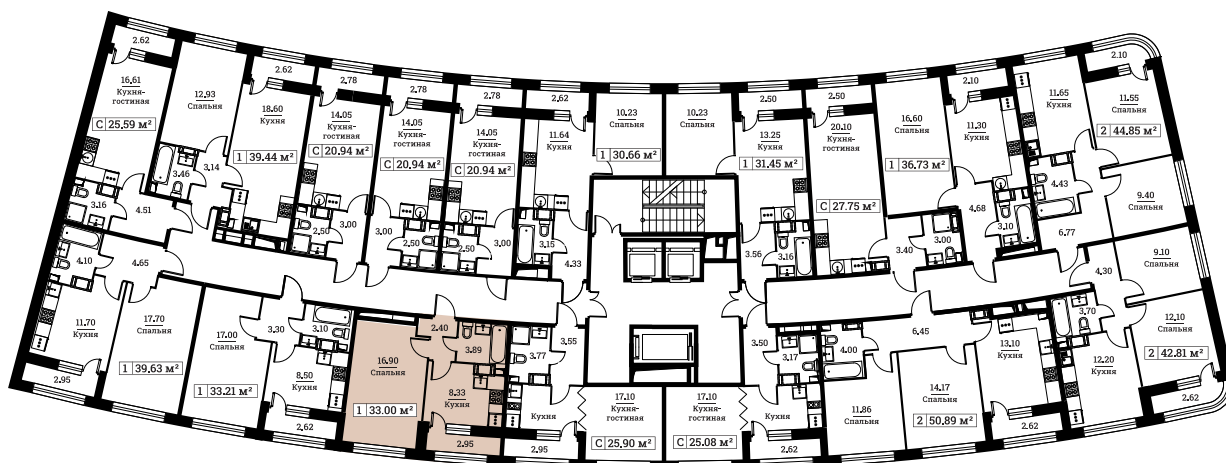 2.62
16.61
Кухня-
гостиная
С 25.59 м²
3.16
4.51
12.93
Спальня
3.46
3.14
2.62
18.60
Кухня
1 39.44 м²
2.78
14.05
Кухня-
гостиная
С 20.94 м²
2.50
3.00
2.78
14.05
Кухня-
гостиная
С 20.94 м²
3.00
2.50
2.78
14.05
Кухня-
гостиная
С 20.94 м²
2.50
3.00
2.62
11.64
Кухня
10.23
Спальня
1 30.66 м²
3.15
4.33
10.23
Спальня
2.50
13.25
Кухня
1 31.45 м²
3.56
3.16
2.50
20.10
Кухня-
гостиная
С 27.75 м²
3.40
3.00
16.60
Спальня
2.10
11.30
Кухня
1 36.73 м²
4.68
3.10
11.65
Кухня
2.10
11.55
Спальня
2 44.85 м²
4.43
9.40
Спальня
6.77
4.10
4.65
11.70
Кухня
17.70
Спальня
1 39.63 м²
2.95
17.00
Спальня
3.30
3.10
1 33.21 м²
8.50
Кухня
2.62
2.40
16.90
Спальня
3.89
8.33
Кухня
1 33.00 м²
2.95
3.77
3.55
Кухня
17.10
Кухня-
гостиная
С 25.90 м²
2.95
17.10
Кухня-
гостиная
С 25.08 м²
3.50
3.17
Кухня
2.62
4.00
6.45
11.86
Спальня
14.17
Спальня
2 50.89 м²
13.10
Кухня
2.62
4.30
9.10
Спальня
3.70
12.10
Спальня
12.20
Кухня
2 42.81 м²
2.62